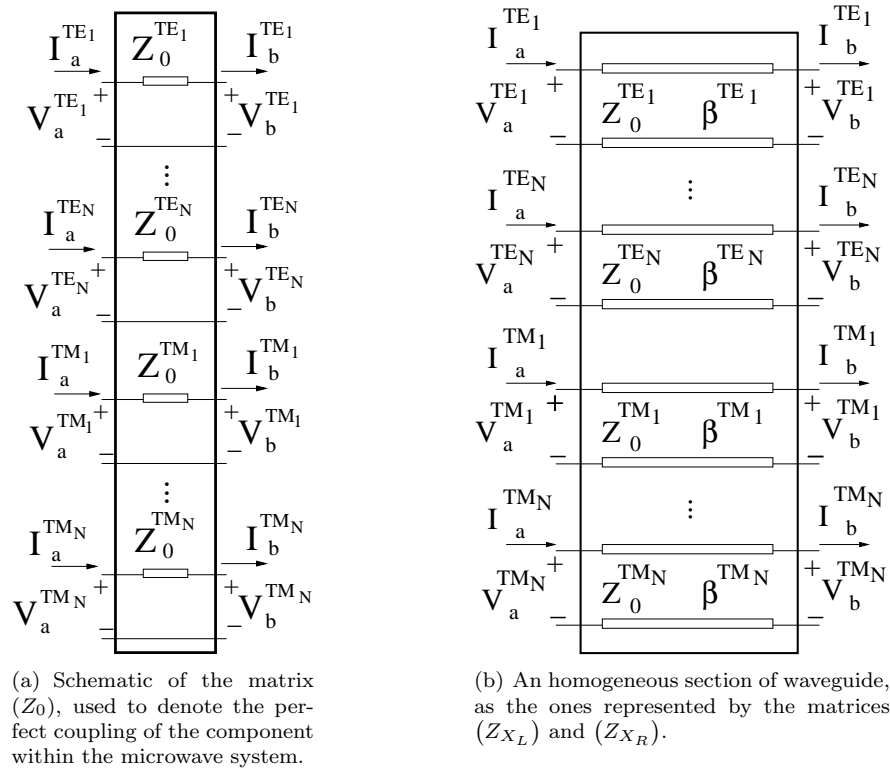 I_a^{TE_1} Z_0^{TE_1} I_b^{TE_1}
+ +
V_a^{TE_1} V_b^{TE_1}
− −
⋮
I_a^{TE_N} Z_0^{TE_N} I_b^{TE_N}
+ +
V_a^{TE_N} V_b^{TE_N}
− −
I_a^{TM_1} Z_0^{TM_1} I_b^{TM_1}
+ +
V_a^{TM_1} V_b^{TM_1}
− −
⋮
I_a^{TM_N} Z_0^{TM_N} I_b^{TM_N}
+ +
V_a^{TM_N} V_b^{TM_N}
− −
(a) Schematic of the matrix
(Z_0), used to denote the per-
fect coupling of the component
within the microwave system.
I_a^{TE_1} I_b^{TE_1}
+ +
V_a^{TE_1} Z_0^{TE_1} β^{TE_1} V_b^{TE_1}
− −
⋮
I_a^{TE_N} I_b^{TE_N}
+ +
V_a^{TE_N} Z_0^{TE_N} β^{TE_N} V_b^{TE_N}
− −
I_a^{TM_1} I_b^{TM_1}
+ +
V_a^{TM_1} Z_0^{TM_1} β^{TM_1} V_b^{TM_1}
− −
⋮
I_a^{TM_N} I_b^{TM_N}
+ +
V_a^{TM_N} Z_0^{TM_N} β^{TM_N} V_b^{TM_N}
− −
(b) An homogeneous section of waveguide,
as the ones represented by the matrices
(Z_{X_L}) and (Z_{X_R}).